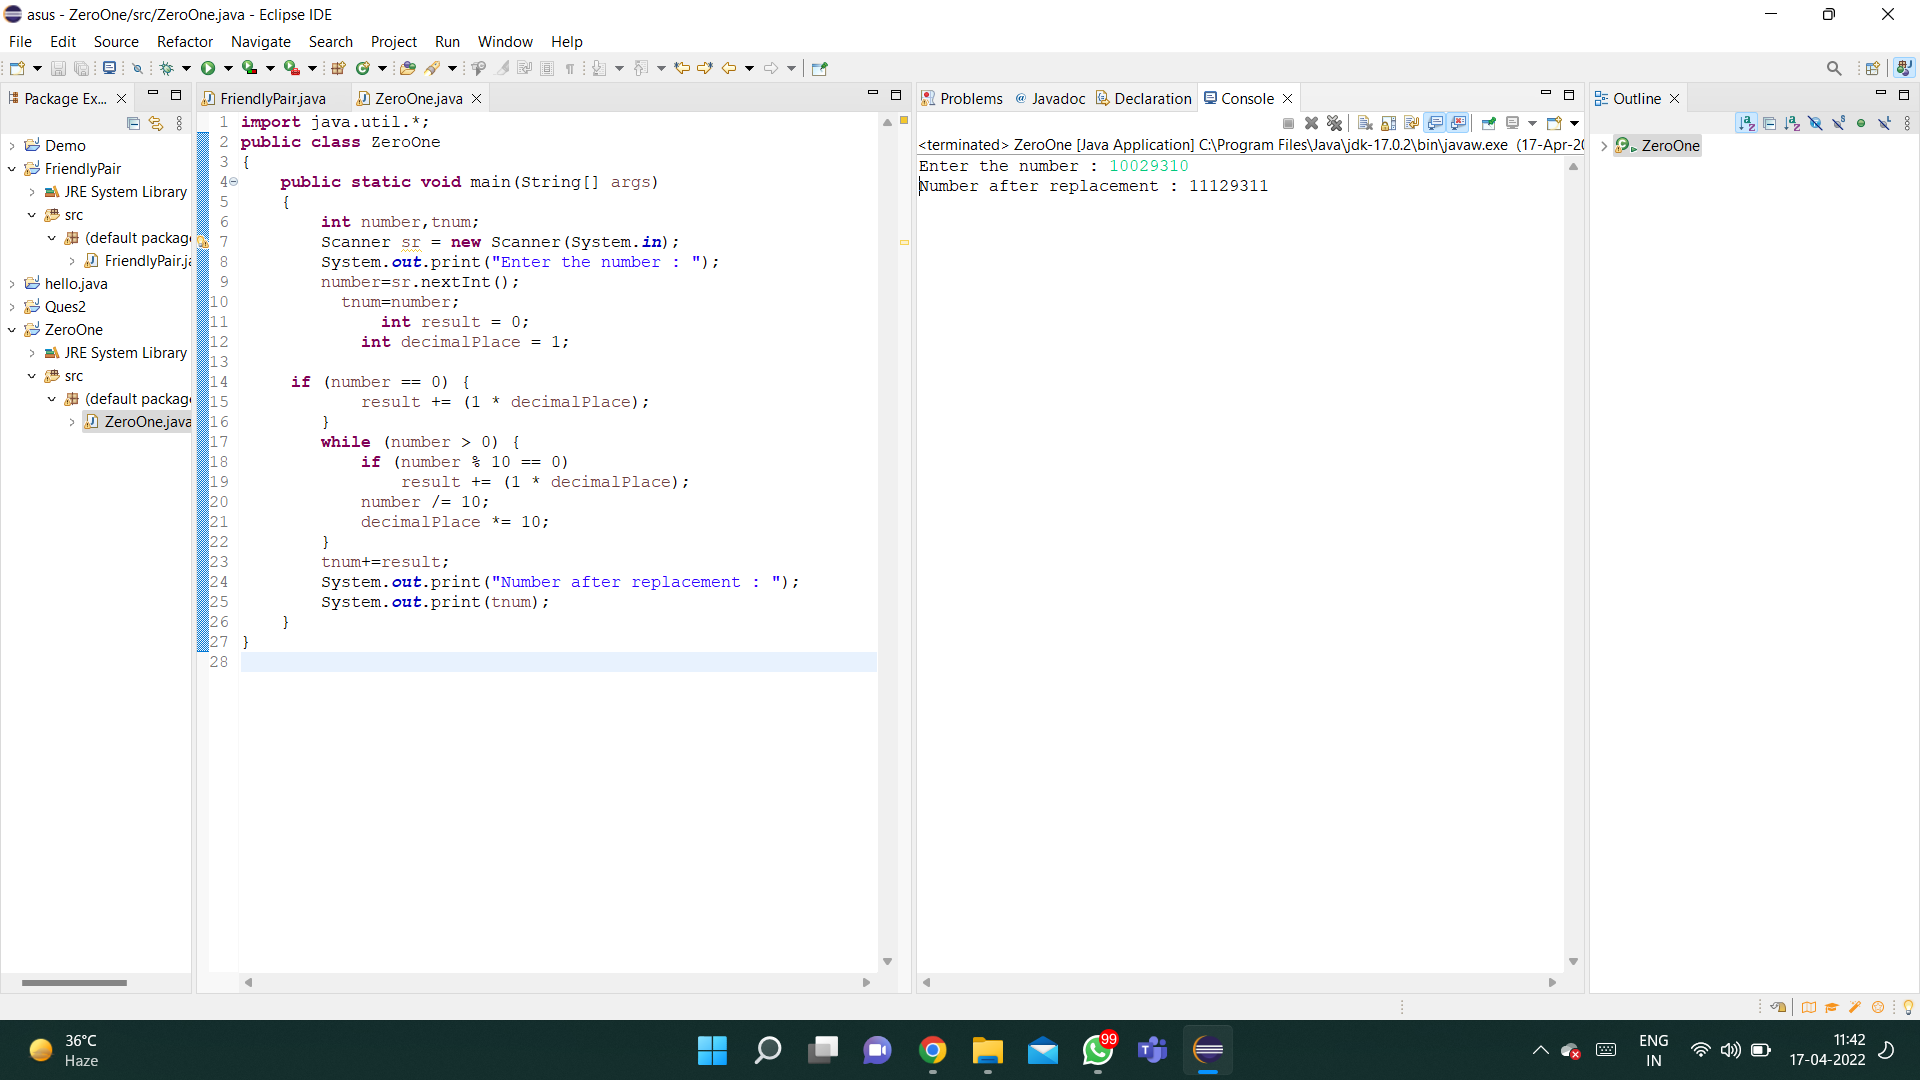 asus - ZeroOne/src/ZeroOne.java - Eclipse IDE
File Edit Source Refactor Navigate Search Project Run Window Help
Package Ex...
Demo
FriendlyPair
JRE System Library
src
(default package
FriendlyPair.ja
hello.java
Ques2
ZeroOne
JRE System Library
src
(default package
ZeroOne.java
FriendlyPair.java ZeroOne.java
1 import java.util.*;
2 public class ZeroOne
3 {
4 public static void main(String[] args)
5 {
6 int number,tnum;
7 Scanner sr = new Scanner(System.in);
8 System.out.print("Enter the number : ");
9 number=sr.nextInt();
10 tnum=number;
11 int result = 0;
12 int decimalPlace = 1;
13
14 if (number == 0) {
15 result += (1 * decimalPlace);
16 }
17 while (number > 0) {
18 if (number % 10 == 0)
19 result += (1 * decimalPlace);
20 number /= 10;
21 decimalPlace *= 10;
22 }
23 tnum+=result;
24 System.out.print("Number after replacement : ");
25 System.out.print(tnum);
26 }
27 }
28
Problems @ Javadoc Declaration Console
<terminated> ZeroOne [Java Application] C:\Program Files\Java\jdk-17.0.2\bin\javaw.exe (17-Apr-20
Enter the number : 10029310
Number after replacement : 11129311
Outline
ZeroOne
36°C
Haze
99
ENG
IN
11:42
17-04-2022